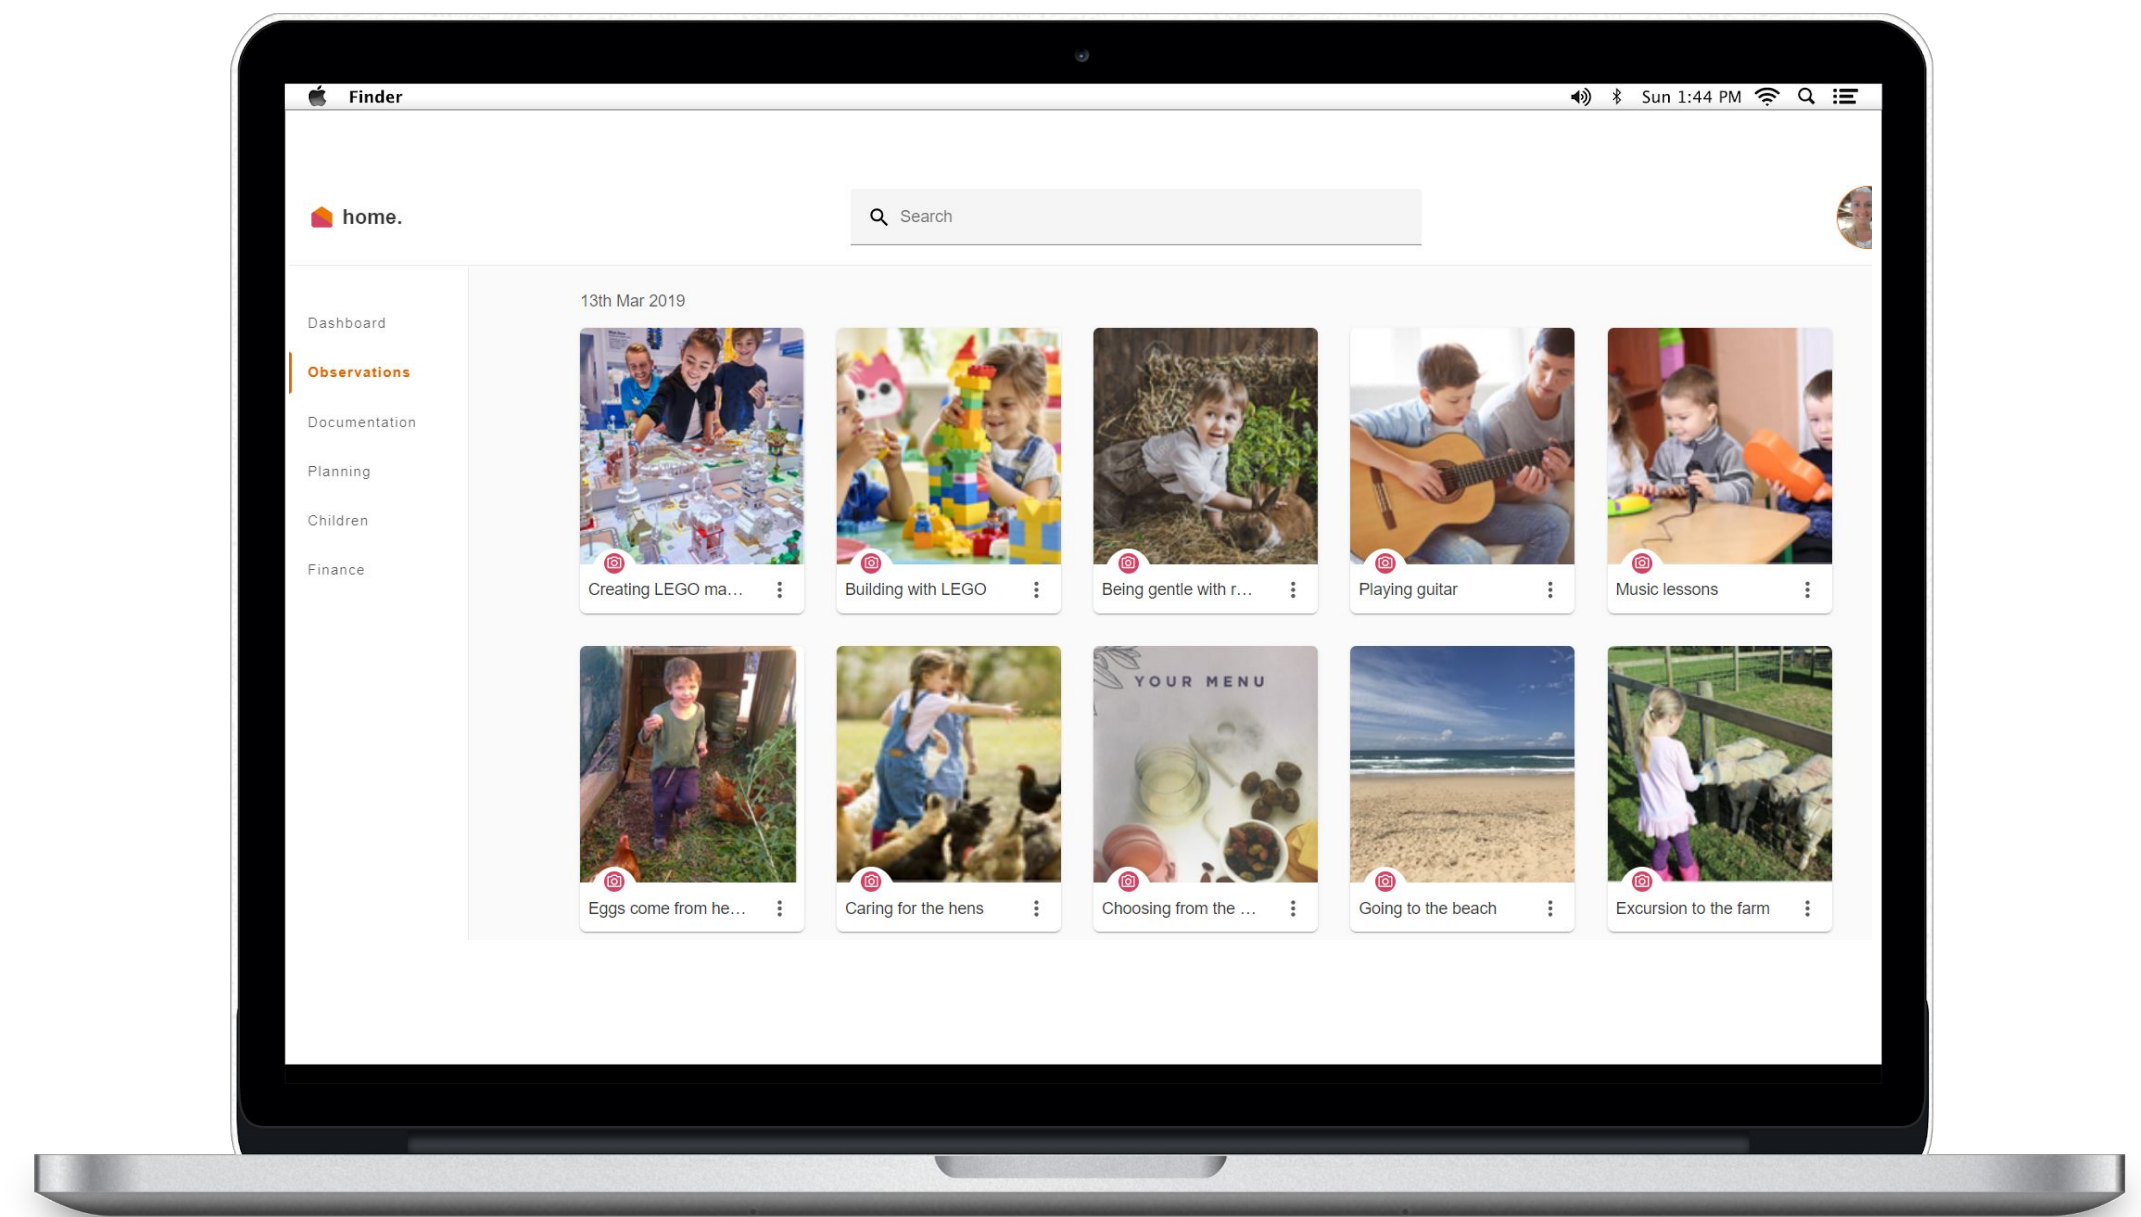 Finder
Sun 1:44 PM
home.
Search
Dashboard
Observations
Documentation
Planning
Children
Finance
13th Mar 2019
Creating LEGO ma...
Building with LEGO
Being gentle with r...
Playing guitar
Music lessons
YOUR MENU
Eggs come from he...
Caring for the hens
Choosing from the ...
Going to the beach
Excursion to the farm